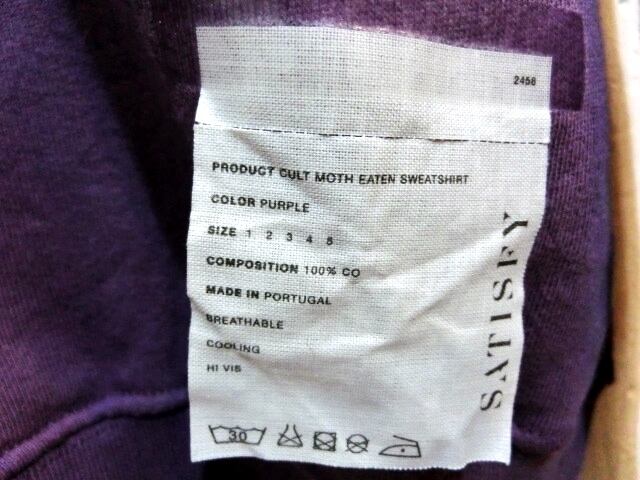 2458
PRODUCT CULT MOTH EATEN SWEATSHIRT
COLOR PURPLE
SIZE 1 2 3 4 5
COMPOSITION 100% CO
MADE IN PORTUGAL
BREATHABLE
COOLING
HI VIS
30
SATISFY